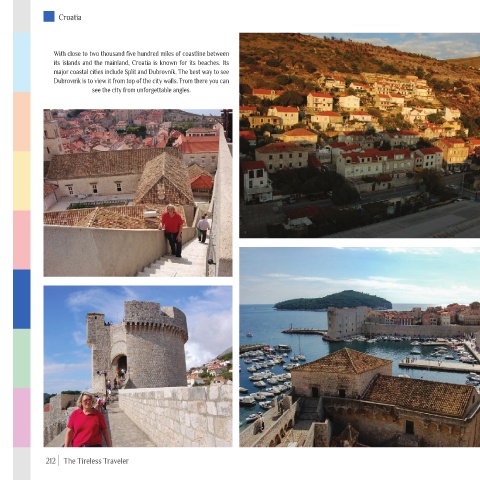 Croatia
With close to two thousand five hundred miles of coastline between
its islands and the mainland, Croatia is known for its beaches. Its
major coastal cities include Split and Dubrovnik. The best way to see
Dubrovnik is to view it from top of the city walls. From there you can
see the city from unforgettable angles.
212 | The Tireless Traveler